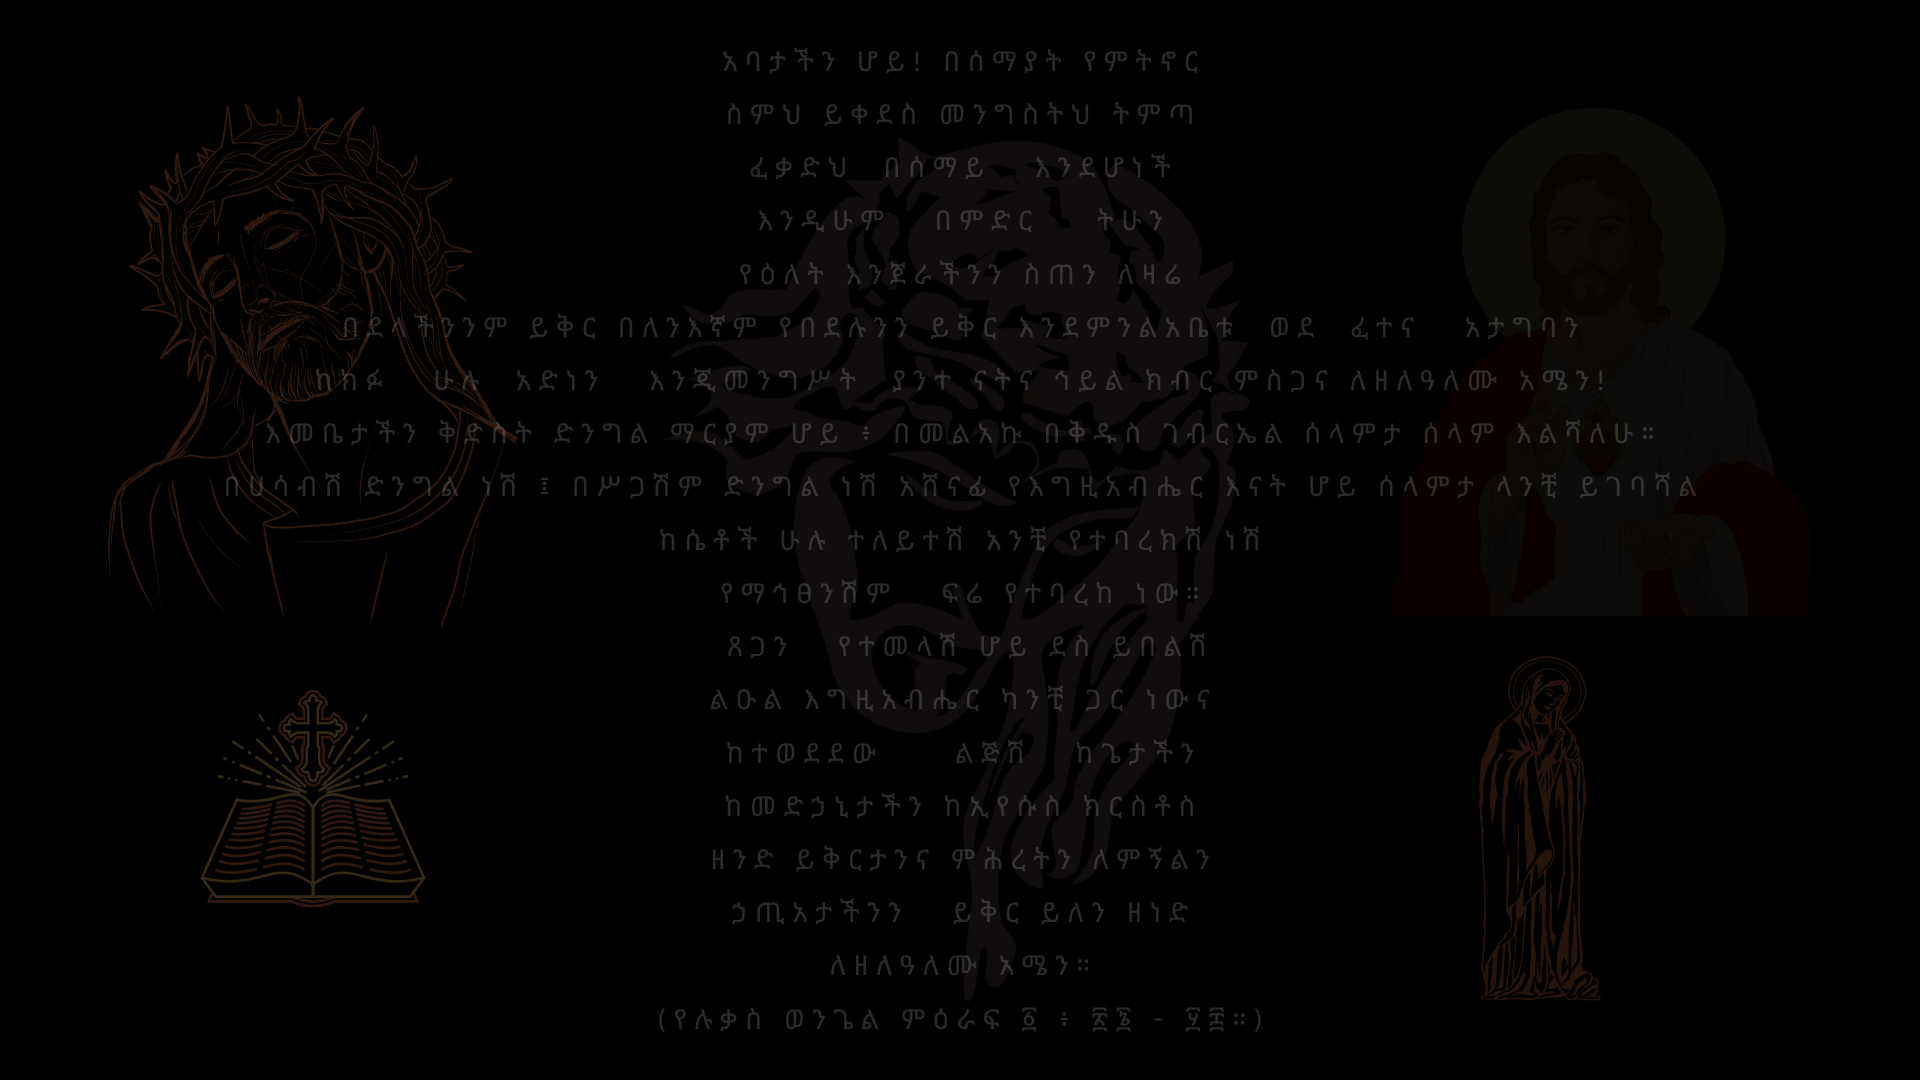 አባታችን ሆይ! በሰማያት የምትኖር
ስምህ ይቀደስ መንግስትህ ትምጣ
ፈቃድህ በሰማይ እንደሆነች
እንዲሁም በምድር ትሁን
የዕለት እንጀራችንን ስጠን ለዛሬ
በደላችንንም ይቅር በለንእኛም የበደሉንን ይቅር እንደምንልአቤቱ ወደ ፈተና አታግባን
ከክፉ ሁሉ አድነን እንጂመንግሥት ያንተ ናትና ኅይል ክብር ምስጋና ለዘለዓለሙ አሜን!
እመቤታችን ቅድስት ድንግል ማርያም ሆይ ፥ በመልአኩ በቅዱስ ገብርኤል ሰላምታ ሰላም እልሻለሁ።
በሀሳብሽ ድንግል ነሽ ፤ በሥጋሽም ድንግል ነሽ አሸናፊ የእግዚአብሔር እናት ሆይ ሰላምታ ላንቺ ይገባሻል
ከሴቶች ሁሉ ተለይተሽ አንቺ የተባረክሽ ነሽ
የማኅፀንሽም ፍሬ የተባረከ ነው።
ጸጋን የተመላሽ ሆይ ደስ ይበልሽ
ልዑል እግዚአብሔር ካንቺ ጋር ነውና
ከተወደደው ልጅሽ ከጌታችን
ከመድኃኒታችን ከኢየሱስ ክርስቶስ
ዘንድ ይቅርታንና ምሕረትን ለምኝልን
ኃጢአታችንን ይቅር ይለን ዘነድ
ለዘለዓለሙ አሜን።
(የሉቃስ ወንጌል ምዕራፍ ፩ ፥ ፳፮ - ፶፷።)